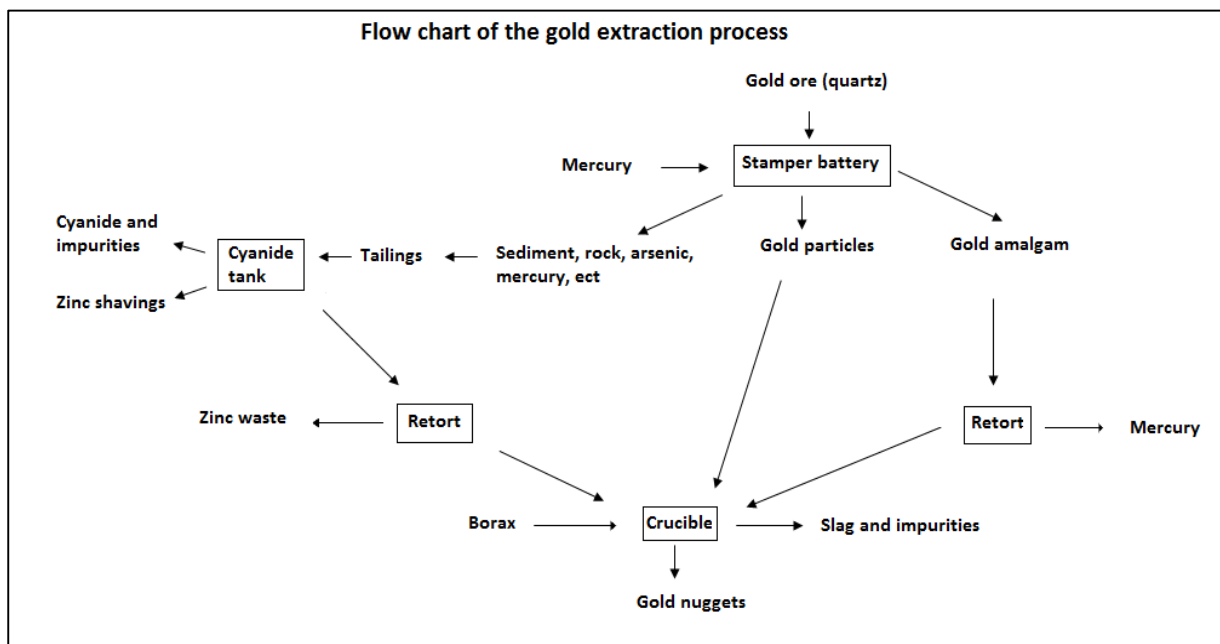 Flow chart of the gold extraction process
Gold ore (quartz)
Mercury
Stamper battery
Cyanide and
impurities
Cyanide
tank
Tailings
Sediment, rock, arsenic,
mercury, ect
Gold particles
Gold amalgam
Zinc shavings
Zinc waste
Retort
Retort
Mercury
Borax
Crucible
Slag and impurities
Gold nuggets